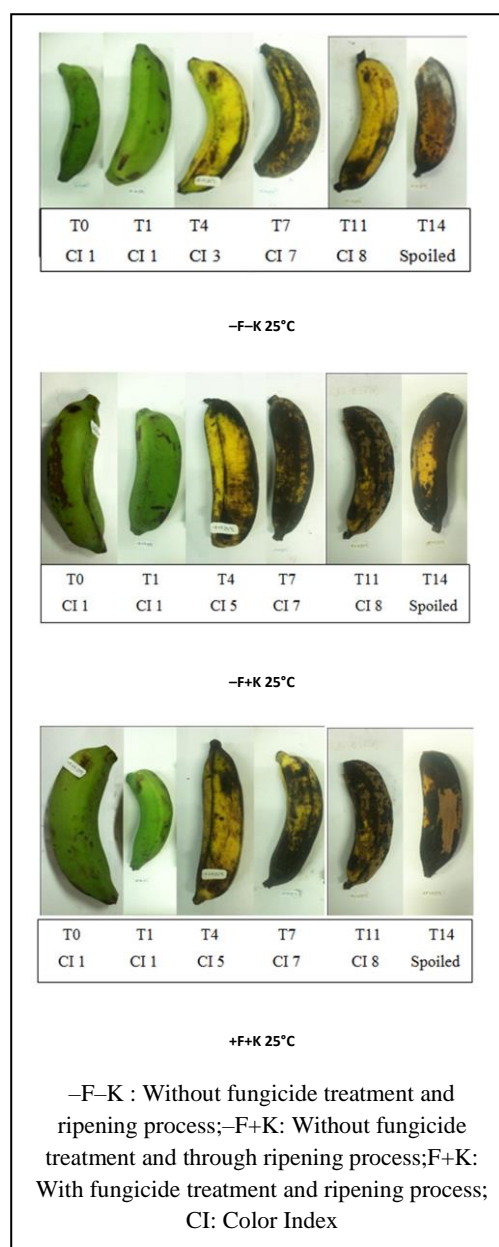 T0 T1 T4 T7 T11 T14
CI 1 CI 1 CI 3 CI 7 CI 8 Spoiled
–F–K 25°C
T0 T1 T4 T7 T11 T14
CI 1 CI 1 CI 5 CI 7 CI 8 Spoiled
–F+K 25°C
T0 T1 T4 T7 T11 T14
CI 1 CI 1 CI 5 CI 7 CI 8 Spoiled
+F+K 25°C
–F–K : Without fungicide treatment and
ripening process;–F+K: Without fungicide
treatment and through ripening process;F+K:
With fungicide treatment and ripening process;
CI: Color Index